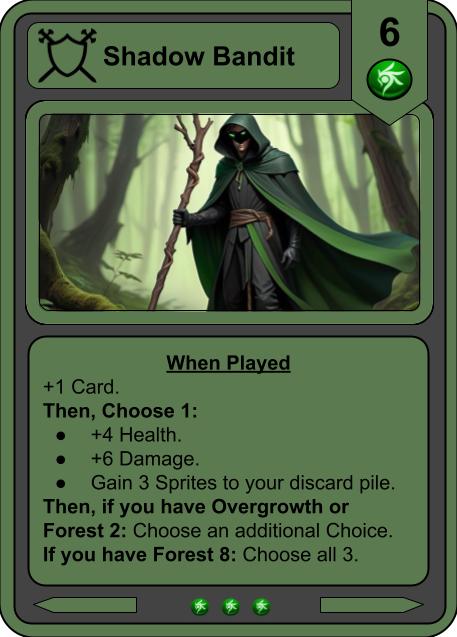 Shadow Bandit
6
When Played
+1 Card.
Then, Choose 1:
● +4 Health.
● +6 Damage.
● Gain 3 Sprites to your discard pile.
Then, if you have Overgrowth or
Forest 2: Choose an additional Choice.
If you have Forest 8: Choose all 3.